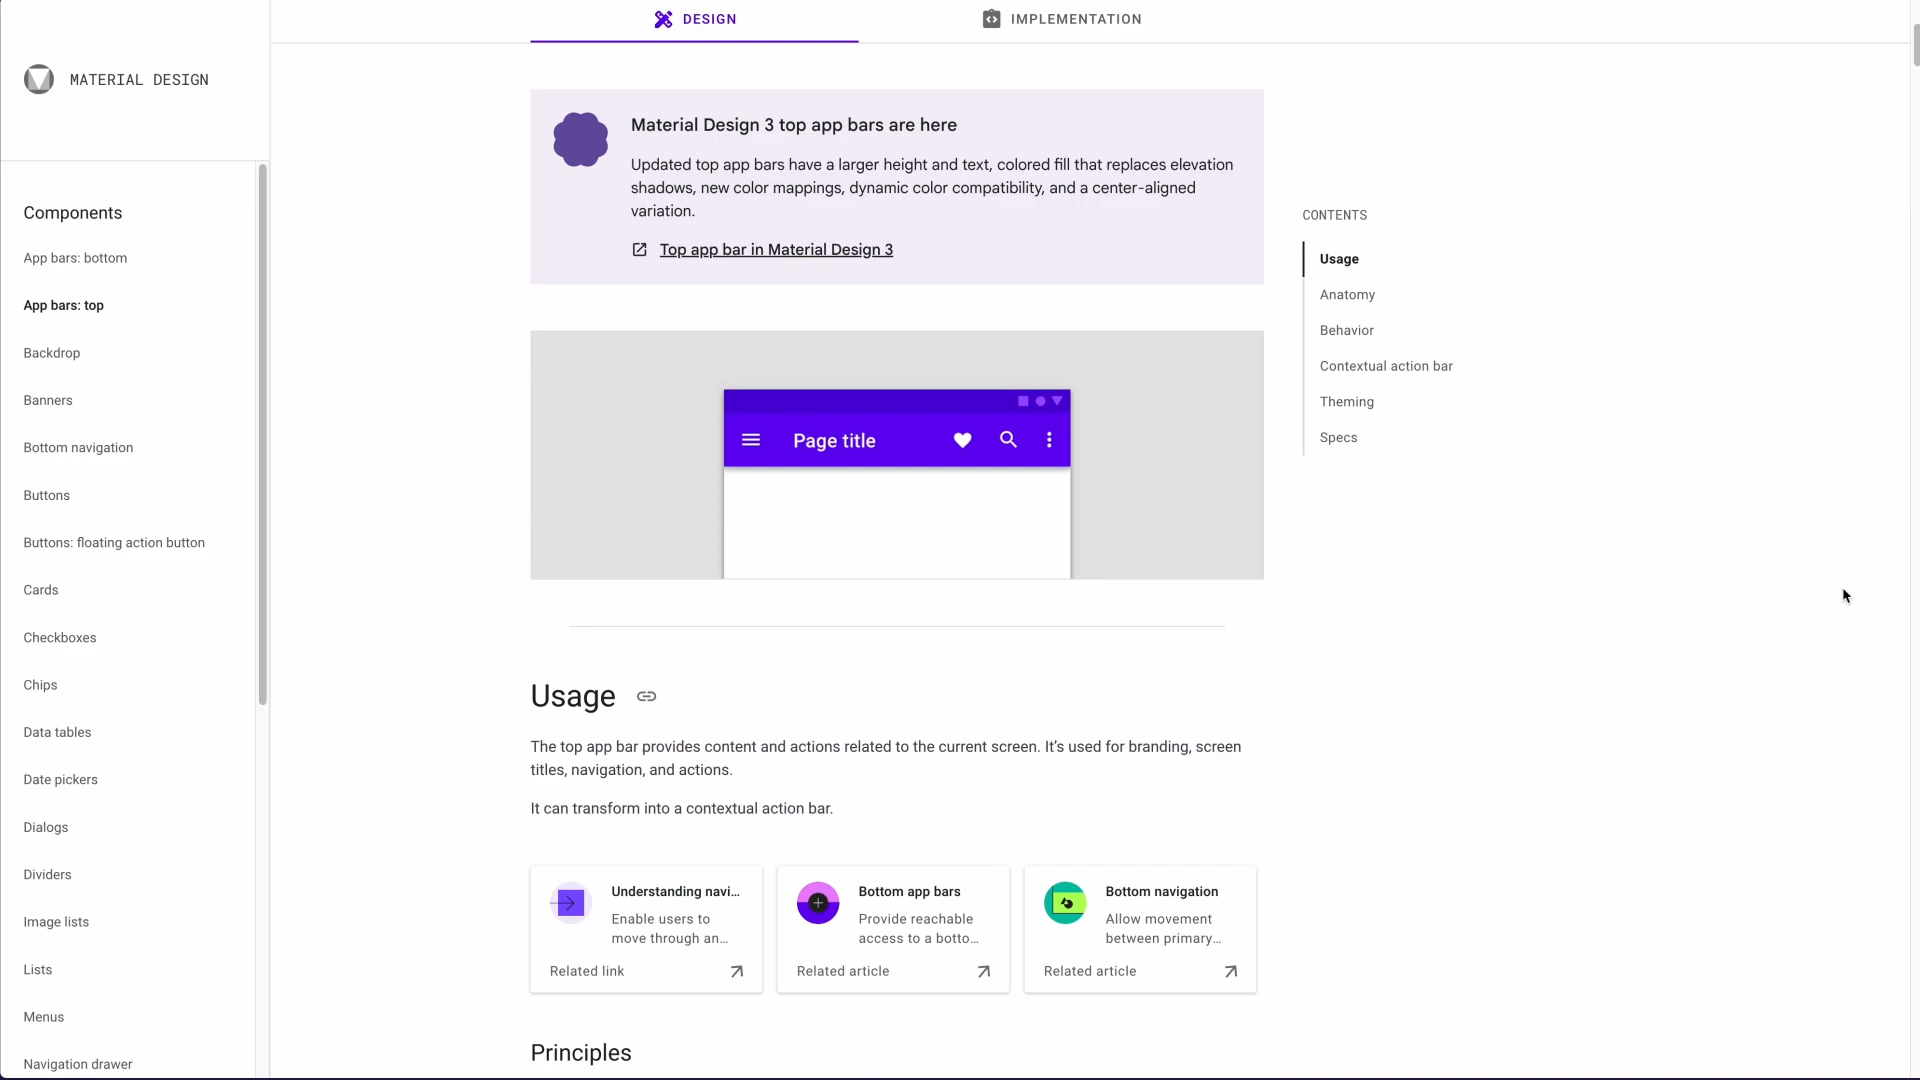 DESIGN
IMPLEMENTATION
MATERIAL DESIGN
Components
App bars: bottom
App bars: top
Backdrop
Banners
Bottom navigation
Buttons
Buttons: floating action button
Cards
Checkboxes
Chips
Data tables
Date pickers
Dialogs
Dividers
Image lists
Lists
Menus
Navigation drawer
Material Design 3 top app bars are here
Updated top app bars have a larger height and text, colored fill that replaces elevation
shadows, new color mappings, dynamic color compatibility, and a center-aligned
variation.
Top app bar in Material Design 3
Page title
Usage
The top app bar provides content and actions related to the current screen. It’s used for branding, screen
titles, navigation, and actions.
It can transform into a contextual action bar.
Understanding navi…
Enable users to
move through an…
Related link
Bottom app bars
Provide reachable
access to a botto…
Related article
Bottom navigation
Allow movement
between primary…
Related article
Principles
CONTENTS
Usage
Anatomy
Behavior
Contextual action bar
Theming
Specs